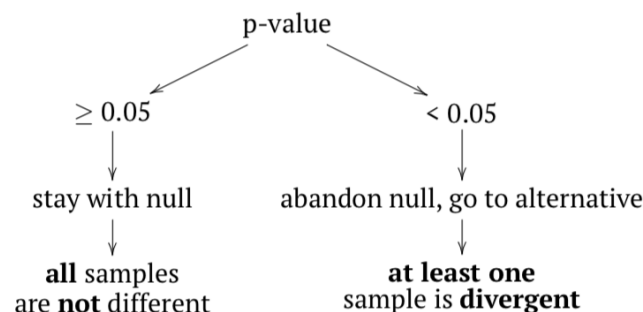 p-value
≥ 0.05
< 0.05
stay with null
abandon null, go to alternative
all samples
are not different
at least one
sample is divergent